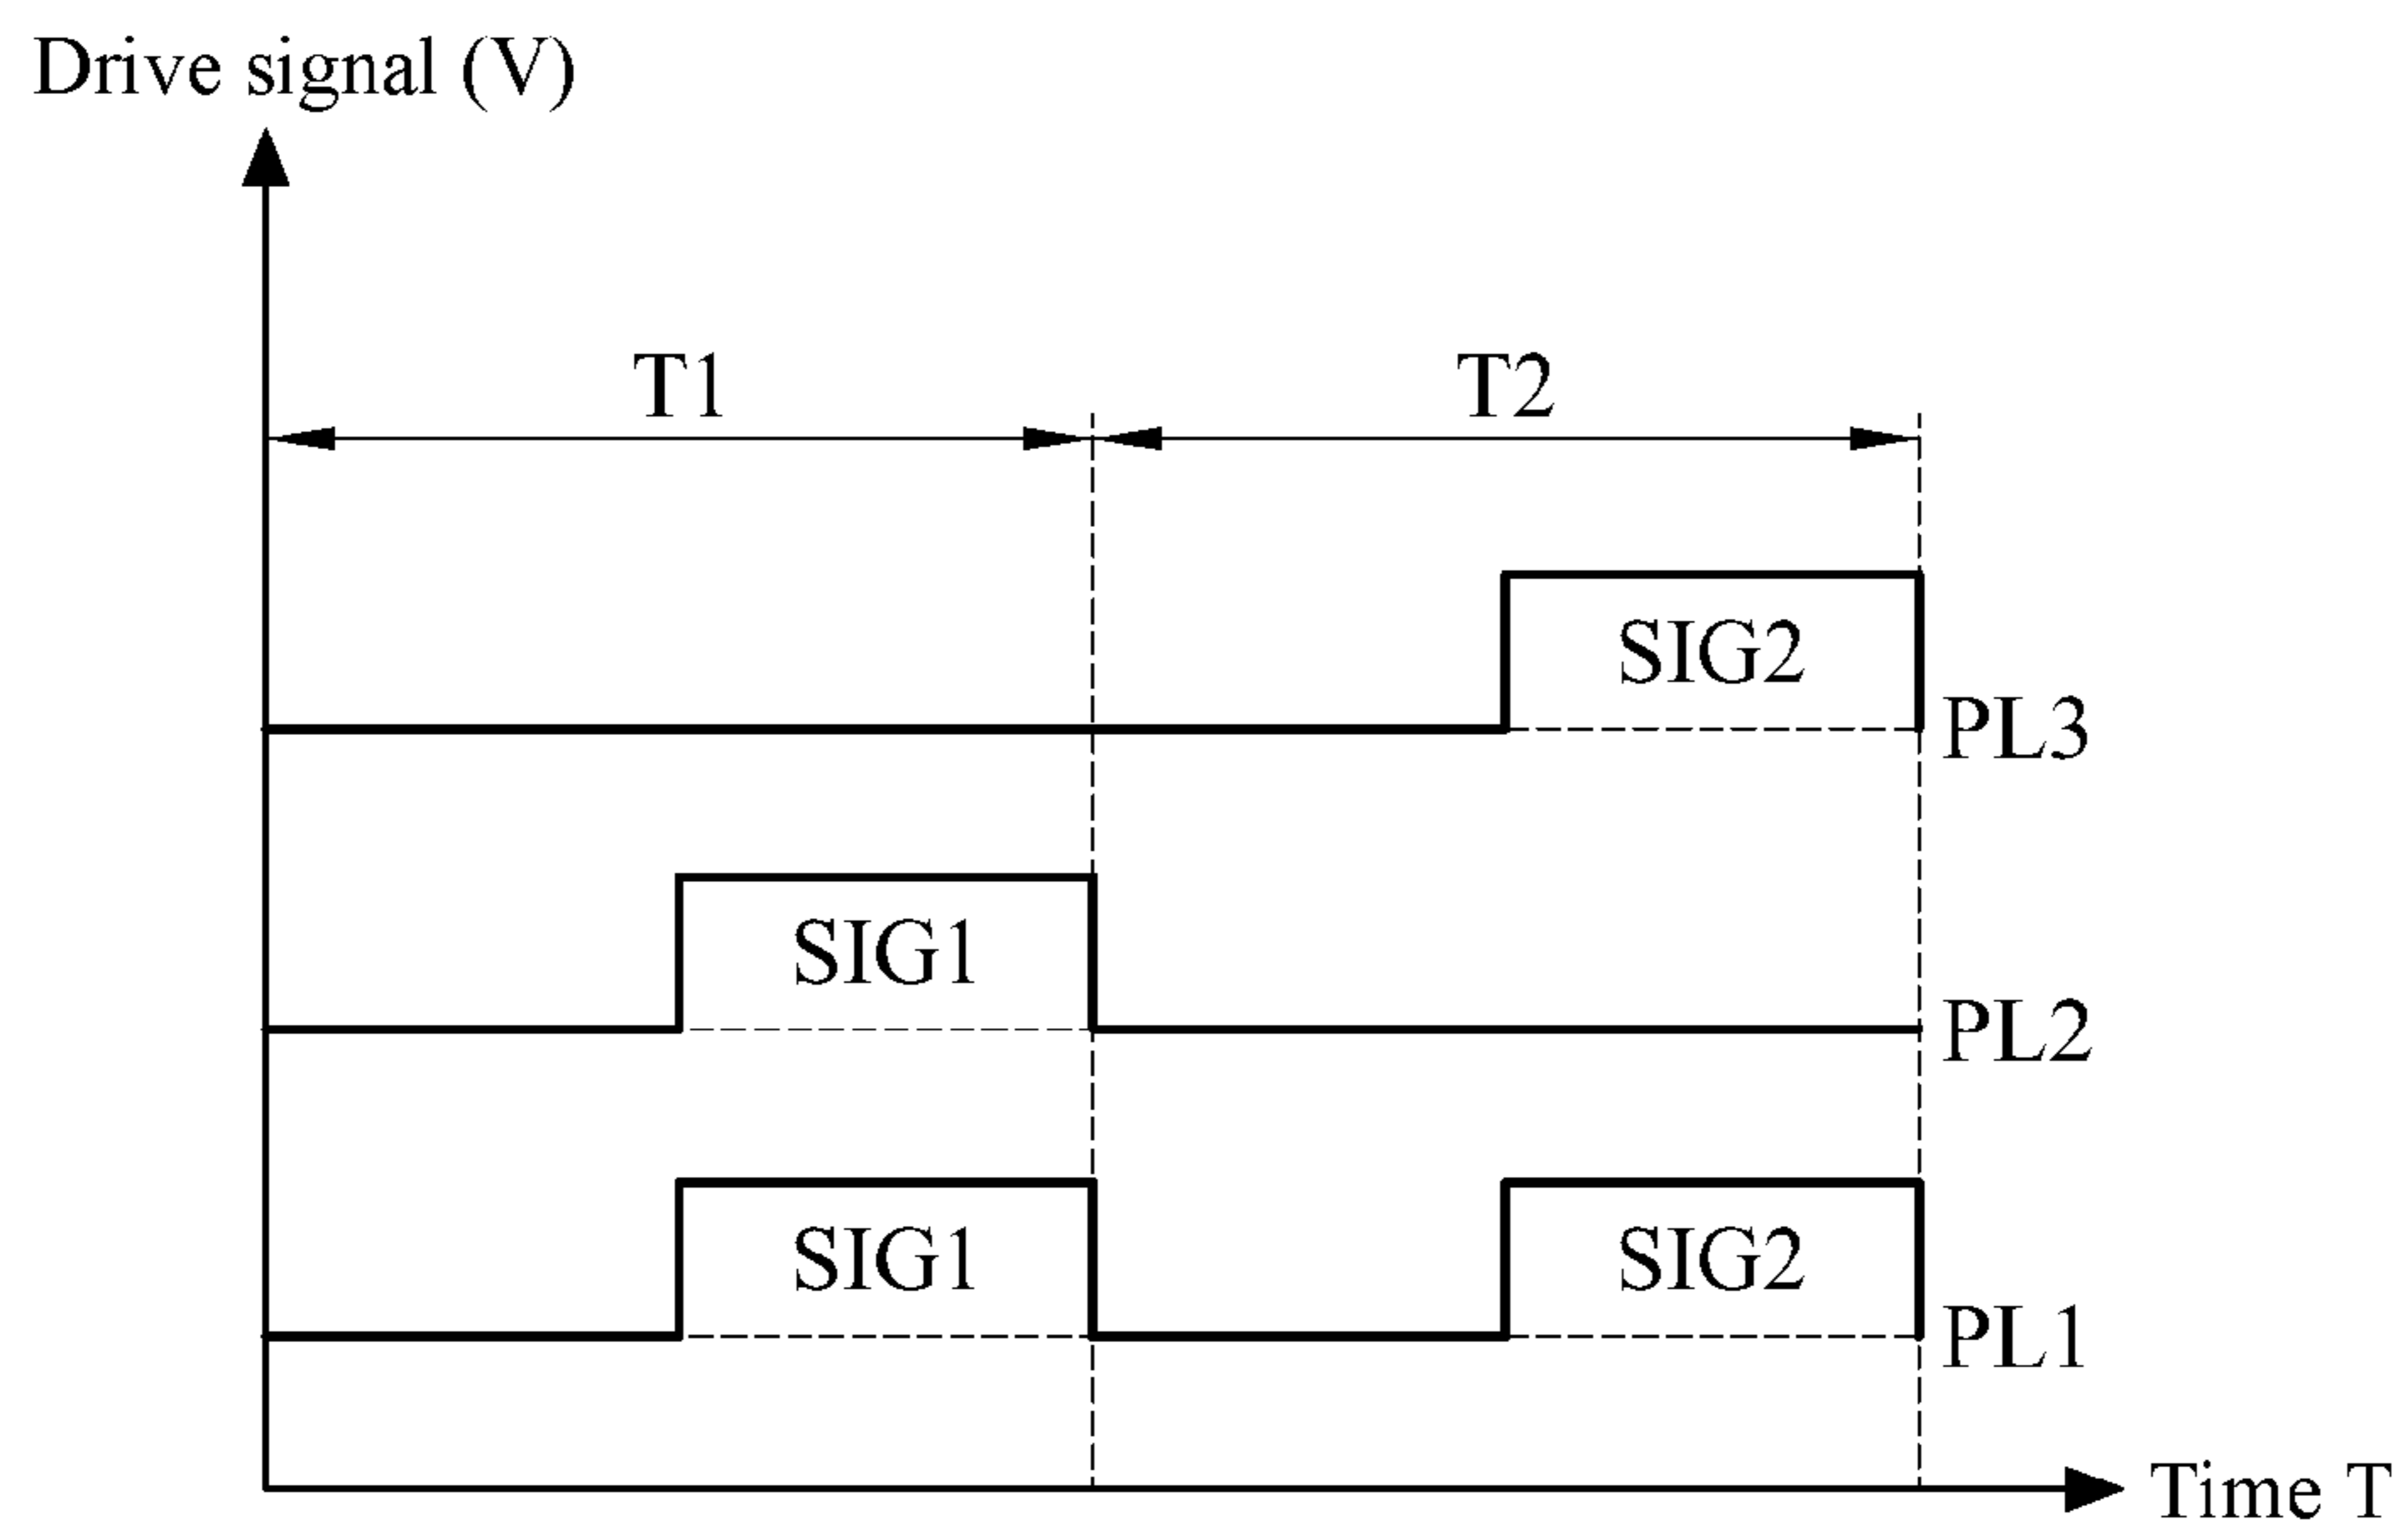 Drive signal (V)
T1 T2
SIG2
PL3
SIG1
PL2
SIG1 SIG2
PL1
Time T